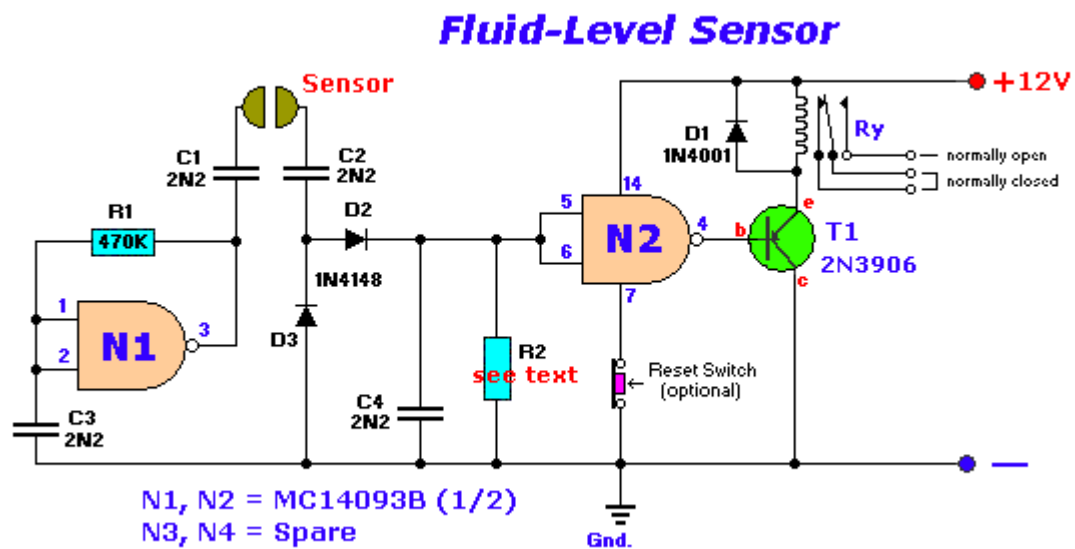 Fluid-Level Sensor
Sensor
+12V
C1
2N2
C2
2N2
D1
1N4001
Ry
normally open
normally closed
14
R1
470K
D2
1N4148
5
6
N2
4
b
e
c
T1
2N3906
7
1
2
N1
3
D3
R2
see text
Reset Switch
(optional)
C3
2N2
C4
2N2
—
N1, N2 = MC14093B (1/2)
N3, N4 = Spare
Gnd.